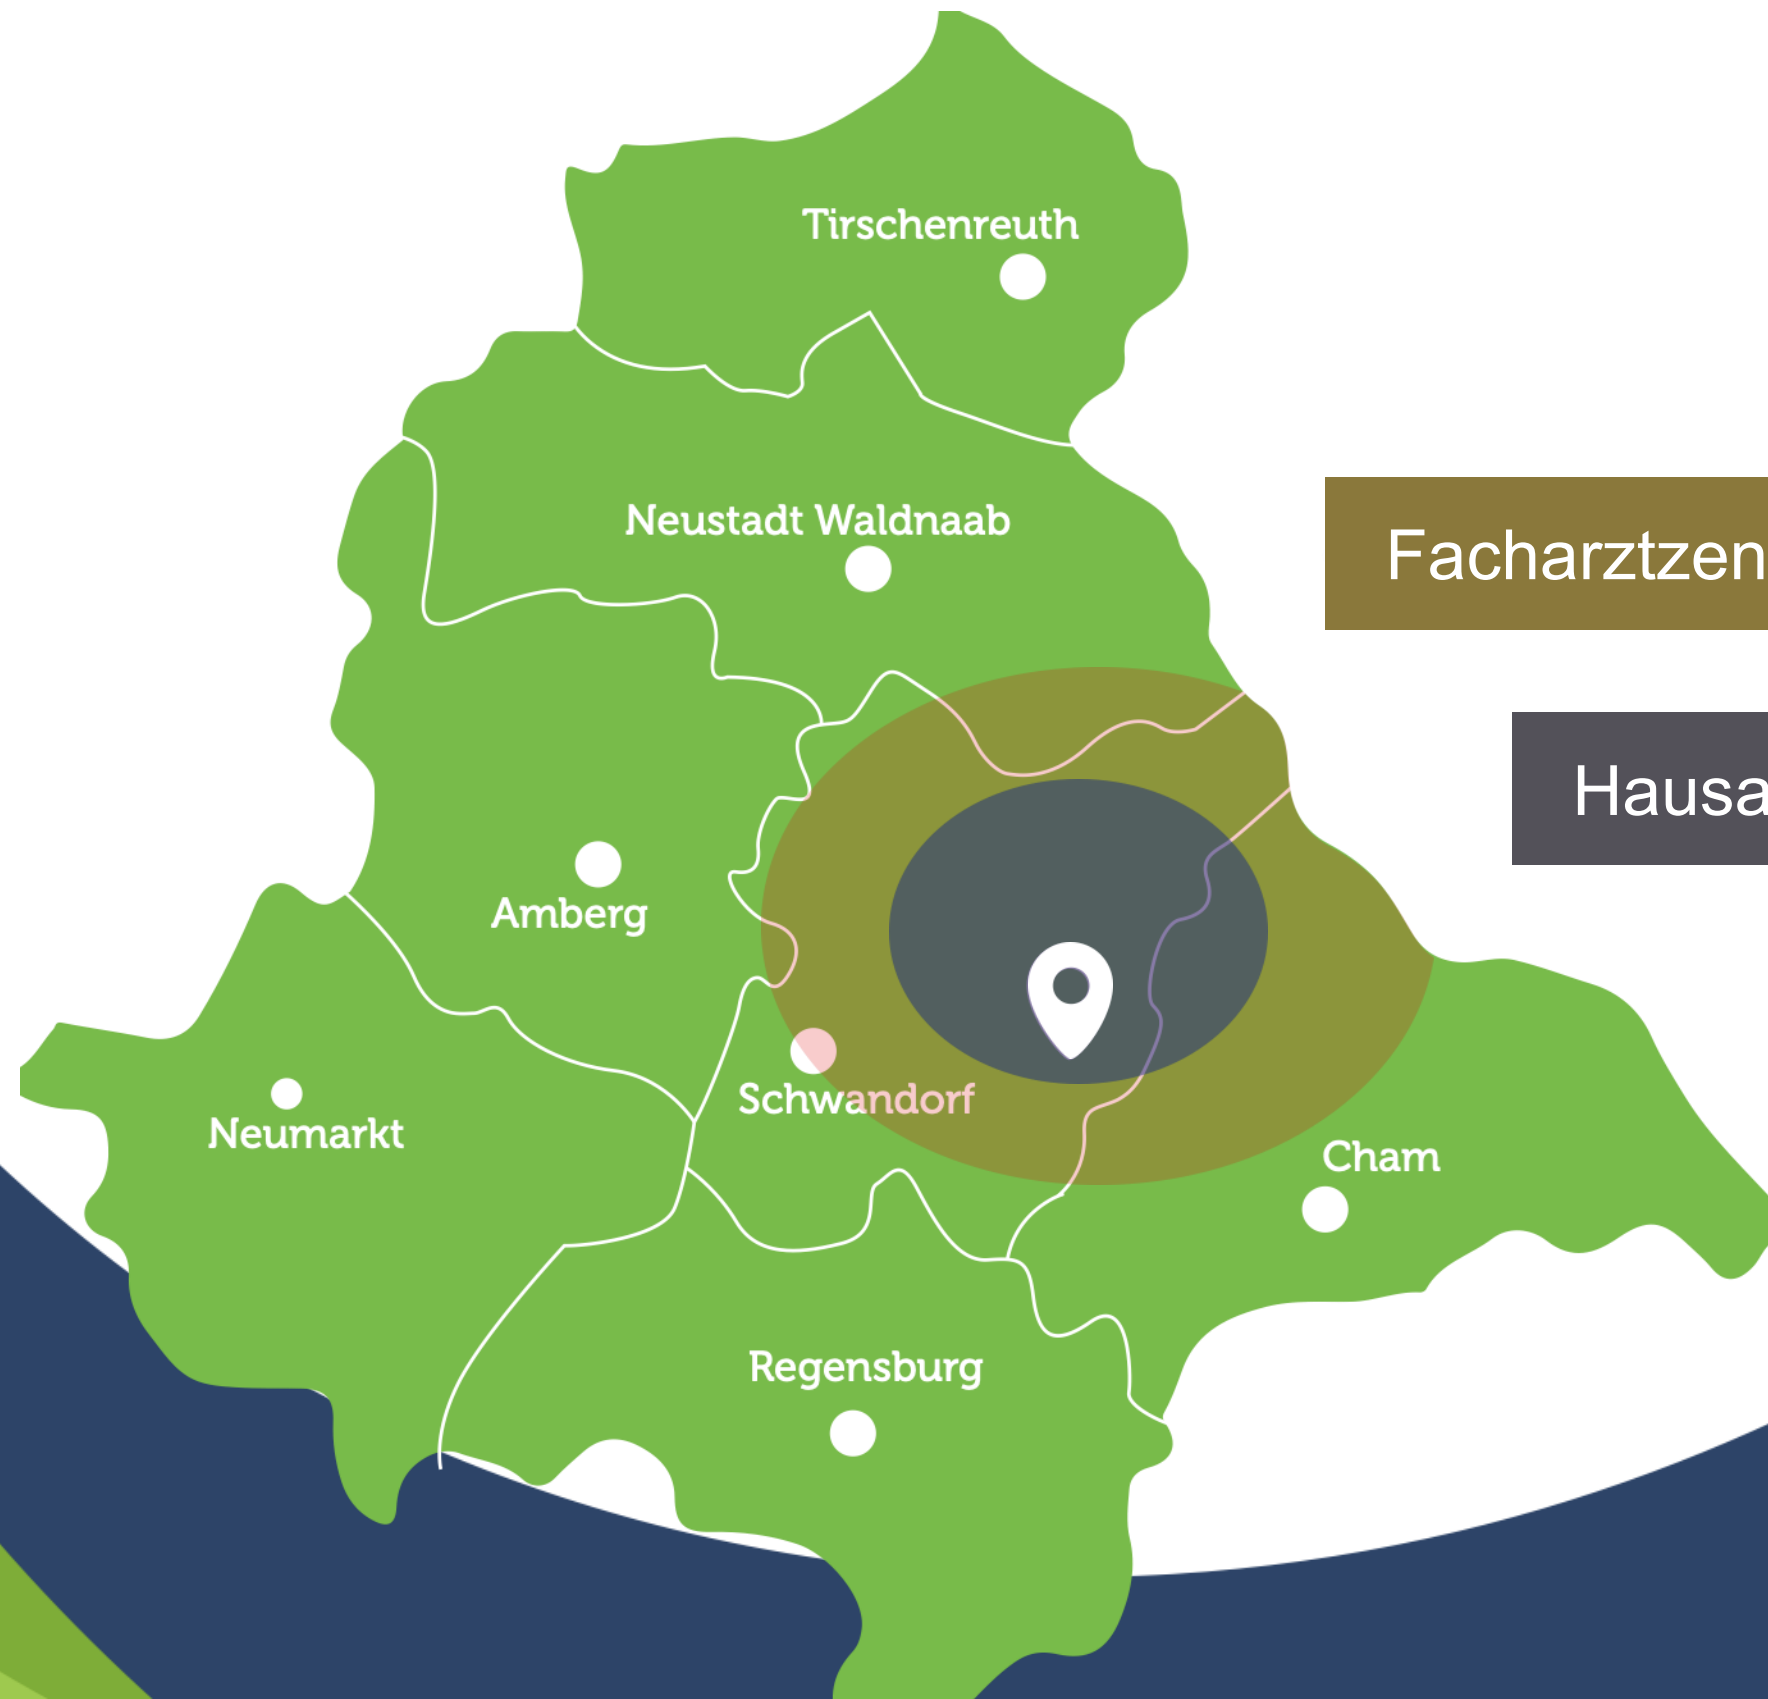 Tirschenreuth
Neustadt Waldnaab
Facharztzen
Hausa
Amberg
Schwandorf
Neumarkt
Cham
Regensburg